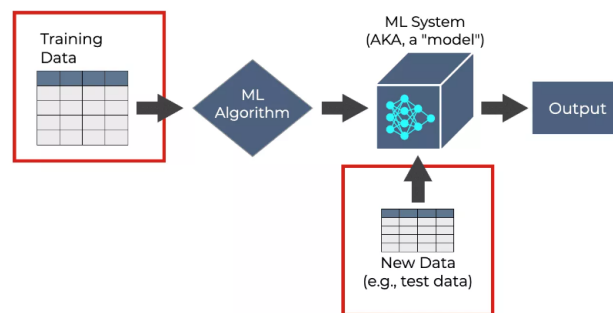 Training
Data
ML
Algorithm
ML System
(AKA, a "model")
Output
New Data
(e.g., test data)